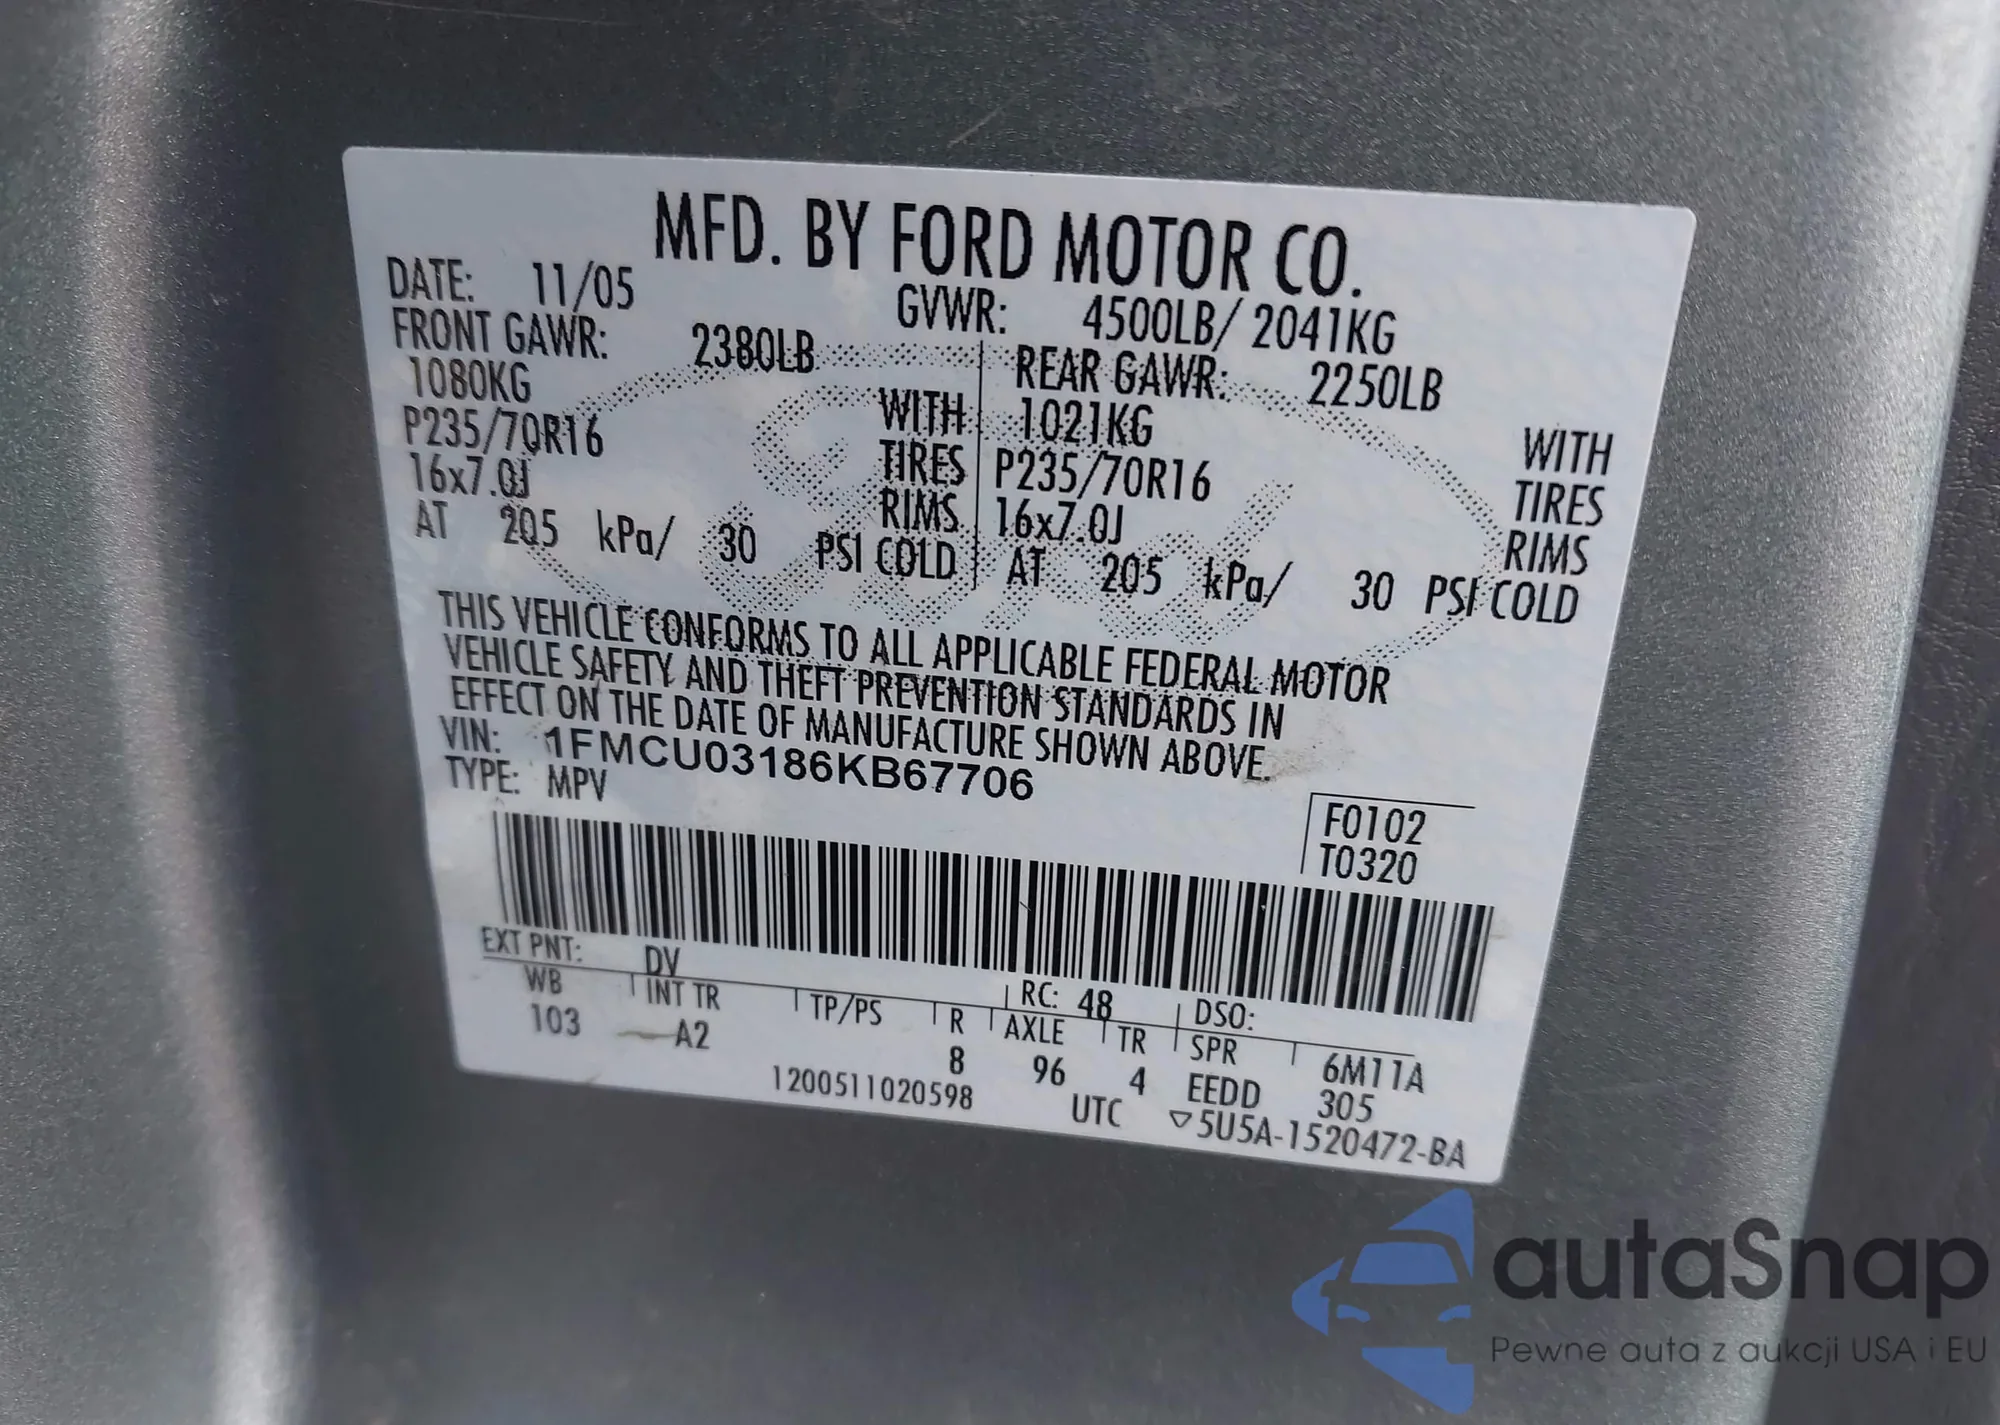 MFD. BY FORD MOTOR CO.
DATE: 11/05 GVWR: 4500LB/ 2041KG
FRONT GAWR: 2380LB REAR GAWR: 2250LB
1080KG WITH 1021KG WITH
P235/70R16 TIRES P235/70R16 TIRES
16x7.0J RIMS 16x7.0J RIMS
AT 205 kPa/ 30 PSI COLD AT 205 kPa/ 30 PSI COLD
THIS VEHICLE CONFORMS TO ALL APPLICABLE FEDERAL MOTOR
VEHICLE SAFETY AND THEFT PREVENTION STANDARDS IN
EFFECT ON THE DATE OF MANUFACTURE SHOWN ABOVE.
VIN: 1FMCU03186KB67706
TYPE: MPV
F0102
T0320
EXT PNT: DV RC: 48 DSO:
WB INT TR TP/PS R AXLE TR SPR 6M11A
103 A2 8 96 4 EEDD 305
1200511020598 UTC ▽5U5A-1520472-BA
autaSnap
Pewne auta z aukcji USA i EU